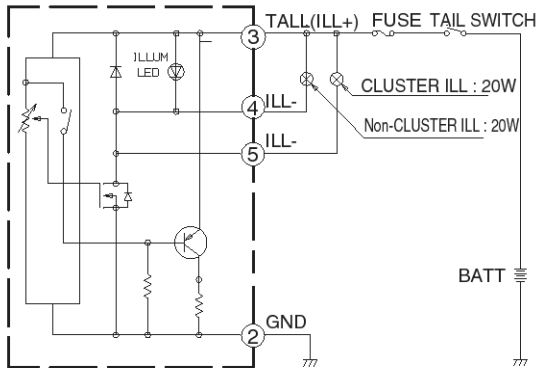 3 TALL(ILL+) FUSE TAIL SWITCH
ILLUM
LED
CLUSTER ILL : 20W
4 ILL-
Non-CLUSTER ILL : 20W
5 ILL-
BATT
2 GND